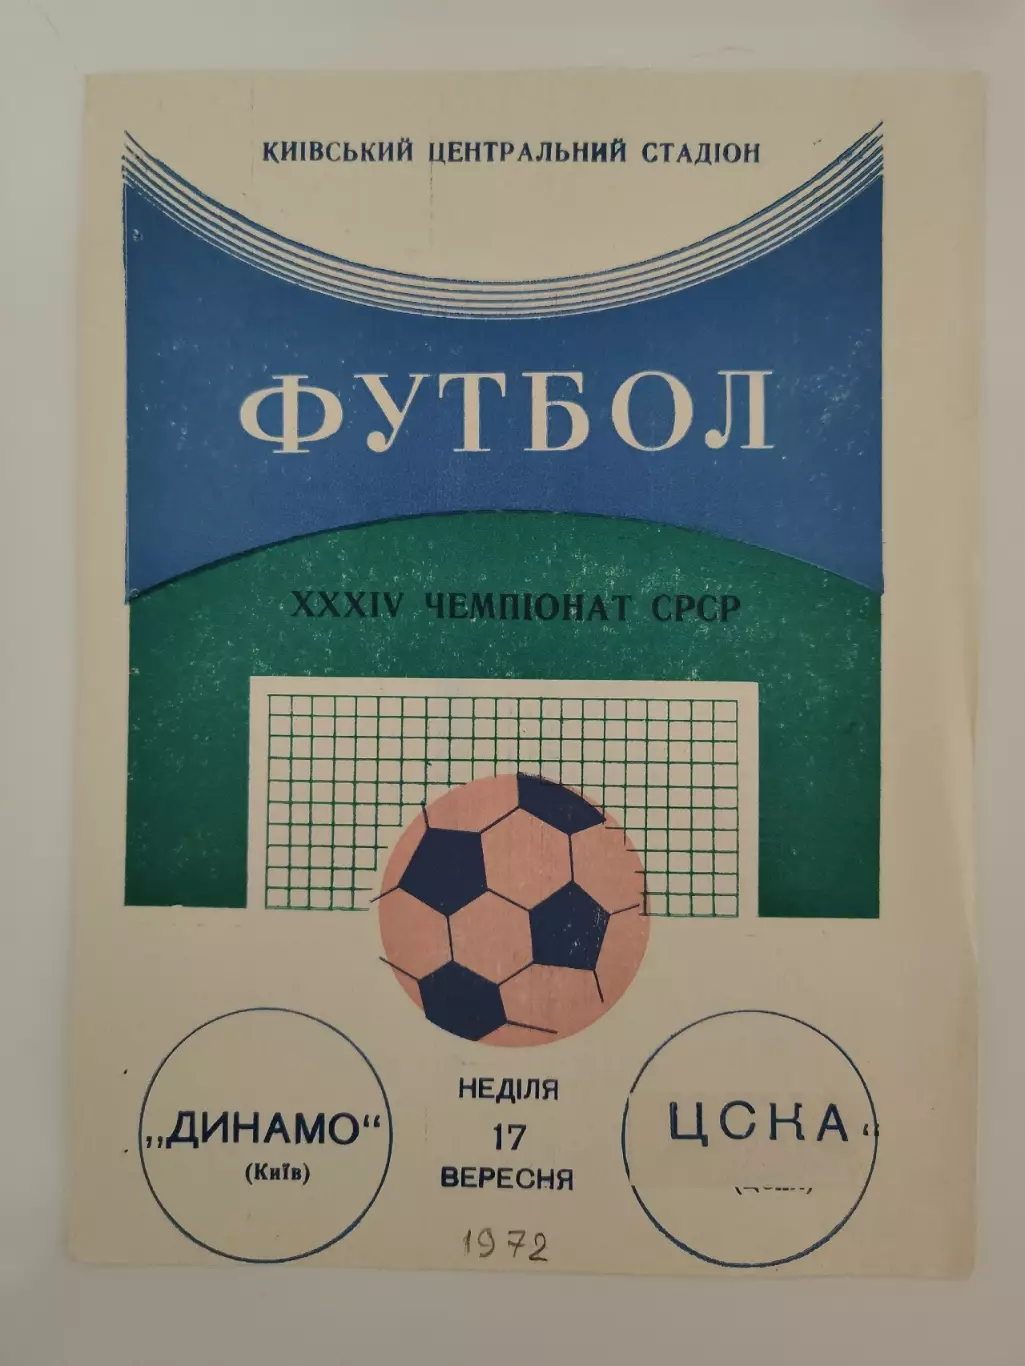 КИЇВСЬКИЙ ЦЕНТРАЛЬНИЙ СТАДІОН
ФУТБОЛ
XXXIV ЧЕМПІОНАТ СРСР
„ДИНАМО“
(Київ)
НЕДІЛЯ
17
ВЕРЕСНЯ
1972
ЦСКА“